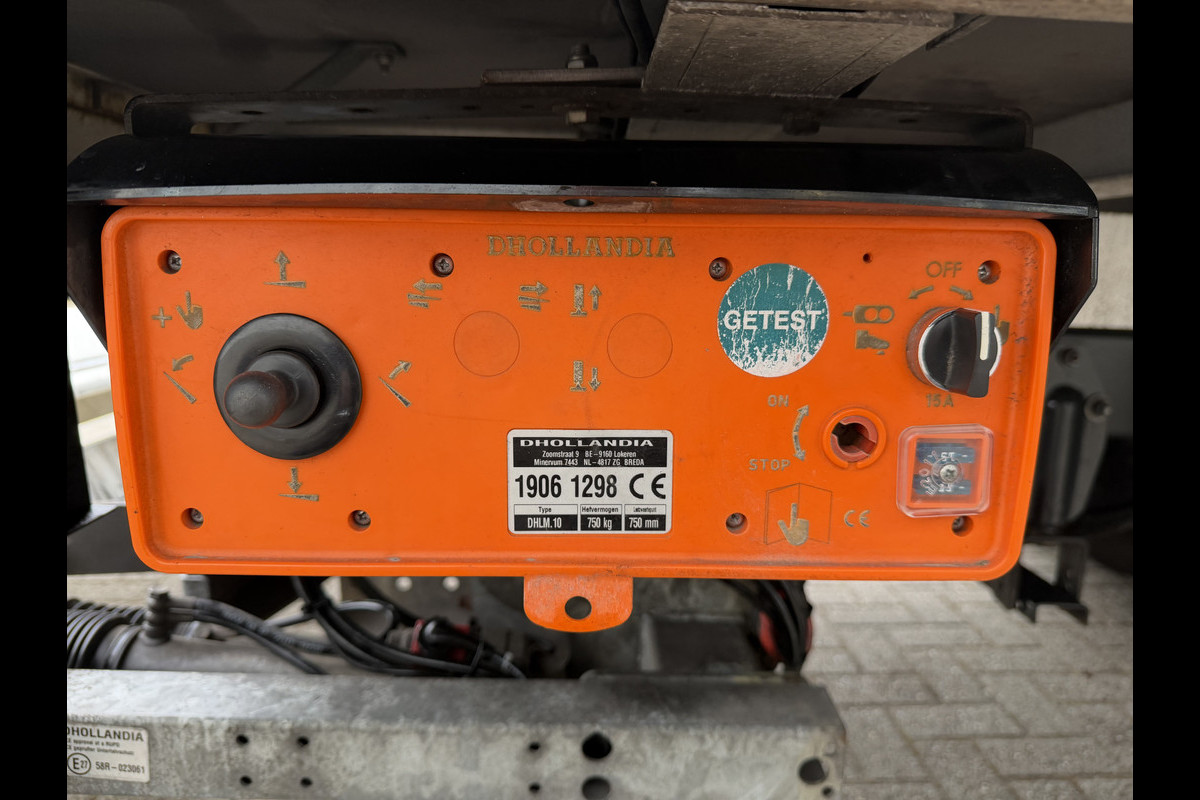 DHOLLANDIA
OFF
GETEST
15A
ON
STOP
DHOLLANDIA
Zoomstraat 9 BE-9160 Lokeren
Minervum 7443 NL-4817 ZG BREDA
1906 1298 CE
Type Hefvermogen
DHLM.10 750 kg 750 mm
CE
DHOLLANDIA
E27 58R-023061